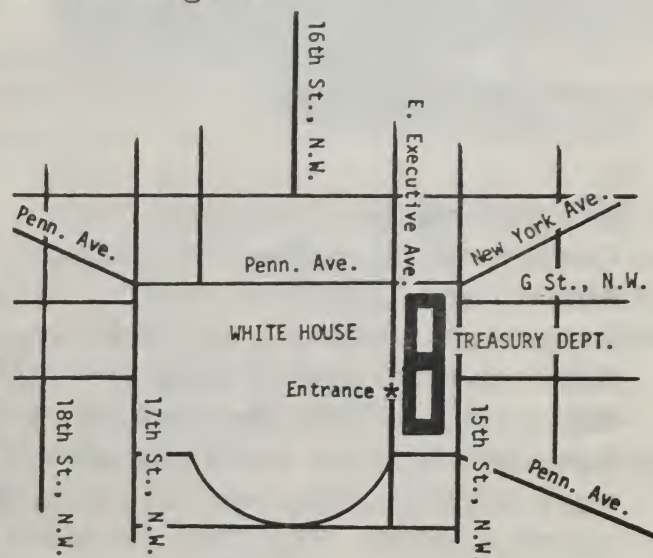 16th St., N.W.
E. Executive Ave.
Penn. Ave.
Penn. Ave.
New York Ave.
G St., N.W.
WHITE HOUSE
TREASURY DEPT.
Entrance *
18th St., N.W.
17th St., N.W.
15th St., N.W
Penn. Ave.